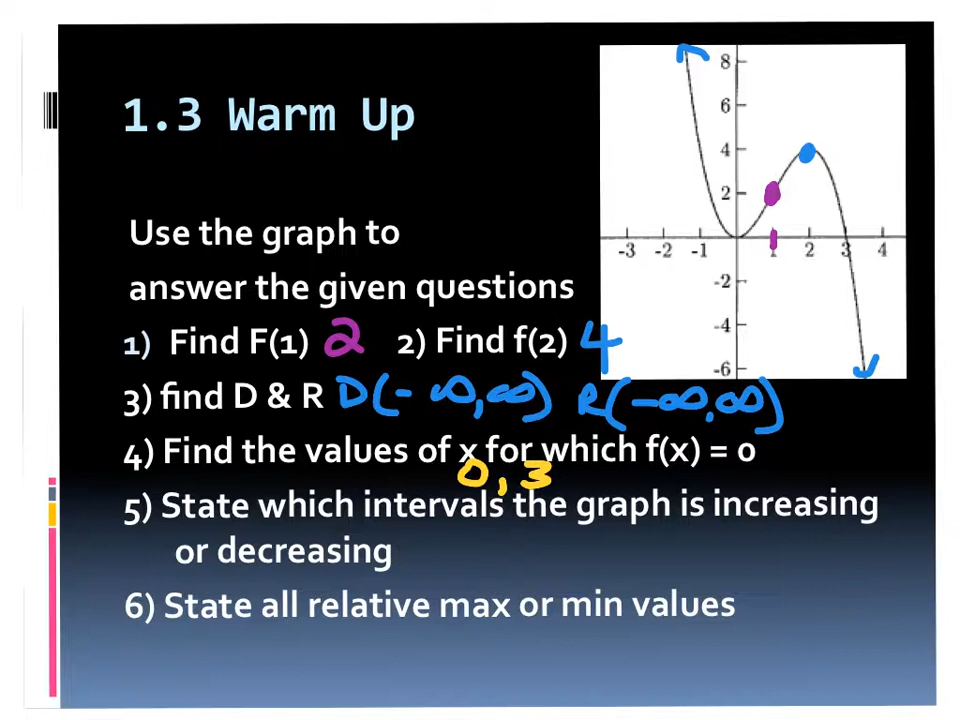 1.3 Warm Up
8
6
4
2
-3 -2 -1 1 2 3 4
-2
-4
-6
Use the graph to
answer the given questions
1) Find F(1) 2 2) Find f(2) 4
3) find D & R D(-∞,∞) R(-∞,∞)
4) Find the values of x for which f(x) = 0
0, 3
5) State which intervals the graph is increasing
or decreasing
6) State all relative max or min values